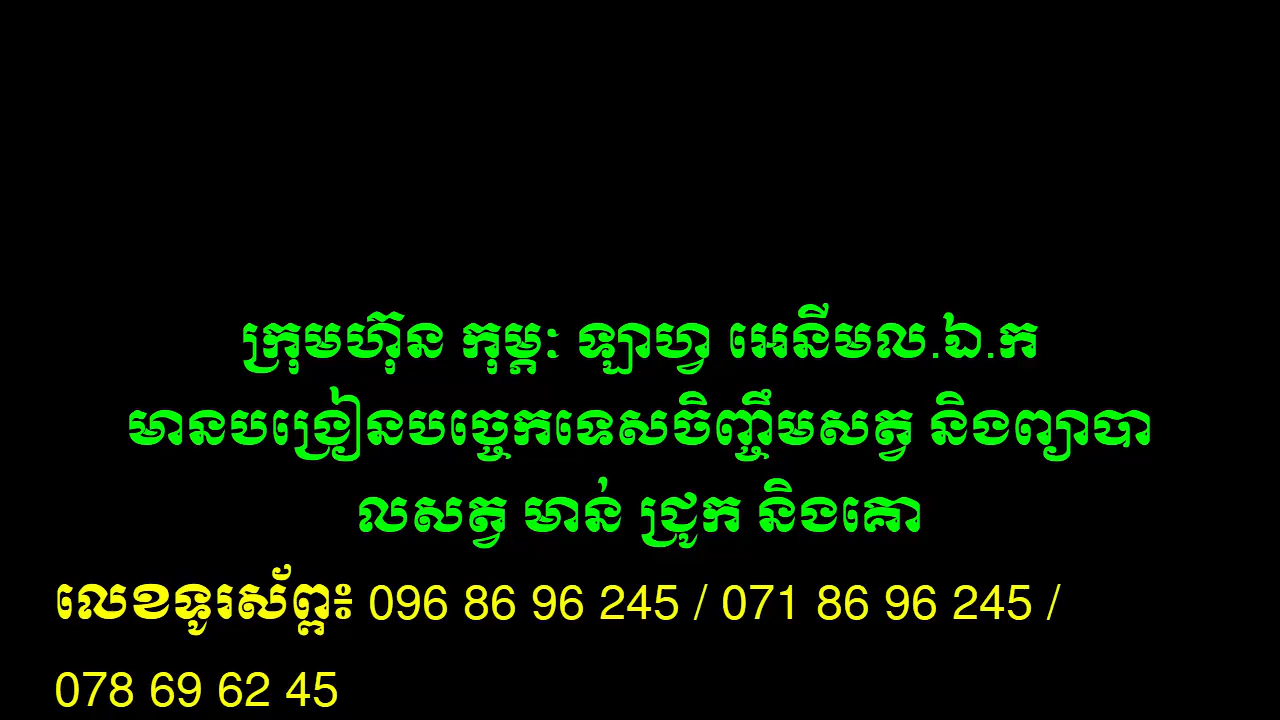 ក្រុមហ៊ុន កុម្ភៈ ឡាហ្វ អេនីមល.ឯ.ក
មានបង្រៀនបច្ចេកទេសចិញ្ចឹមសត្វ និងព្យាបា
លសត្វ មាន់ ជ្រូក និងគោ
លេខទូរស័ព្ទ៖ 096 86 96 245 / 071 86 96 245 /
078 69 62 45